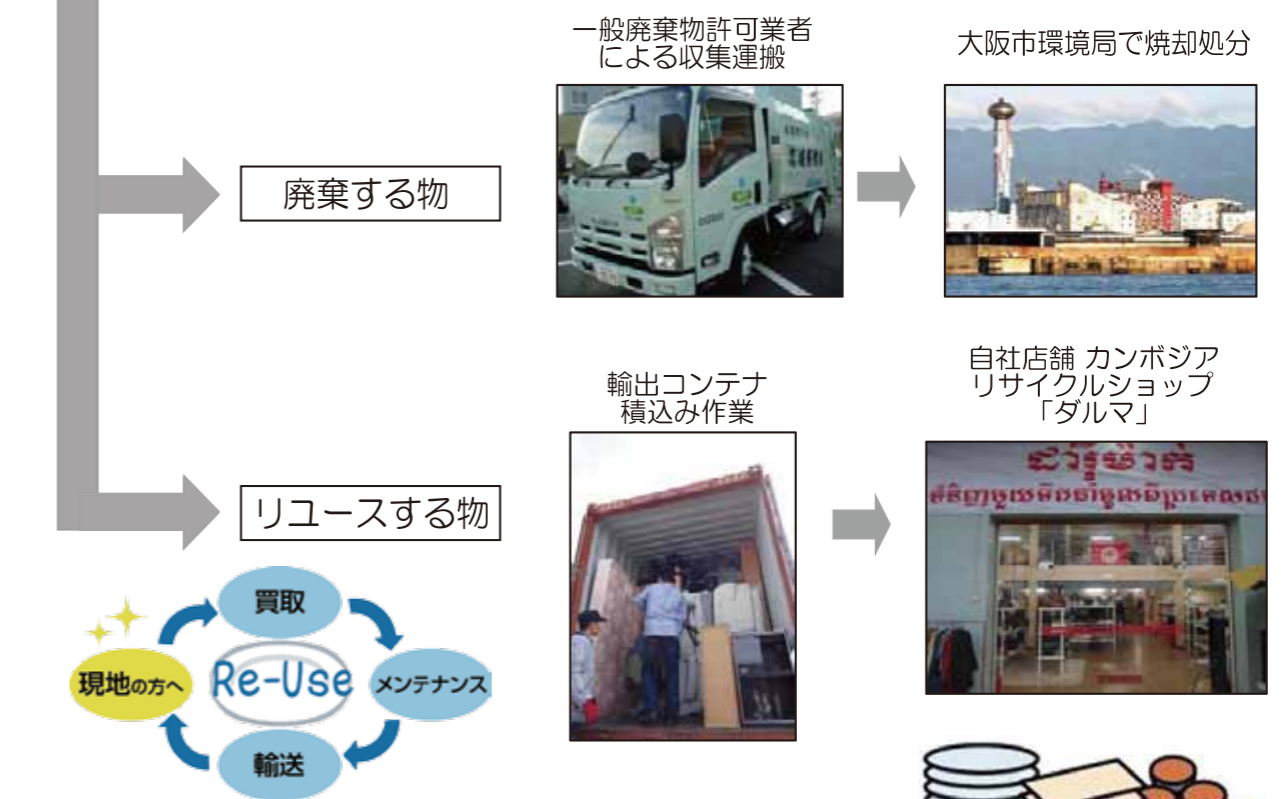 一般廃棄物許可業者
による収集運搬
大阪市環境局で焼却処分
廃棄する物
輸出コンテナ
積込み作業
自社店舗 カンボジア
リサイクルショップ
「ダルマ」
リユースする物
買取
現地の方へ
Re-Use
メンテナンス
輸送